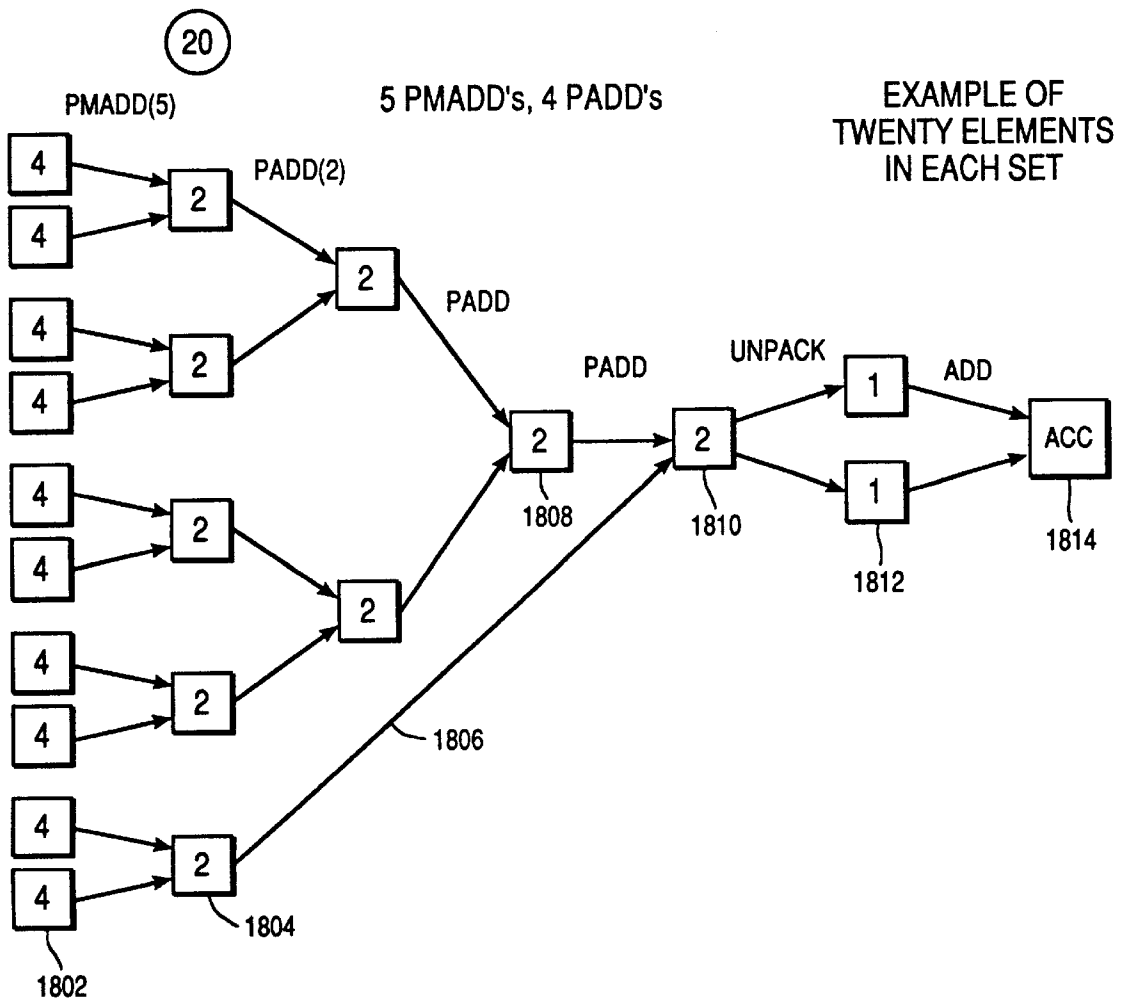 20
PMADD(5)
5 PMADD's, 4 PADD's
EXAMPLE OF
TWENTY ELEMENTS
IN EACH SET
4
4
2
PADD(2)
2
4
4
2
PADD
PADD
UNPACK
1
ADD
2
1808
2
1810
1
1812
ACC
1814
4
4
2
2
4
4
2
1806
4
4
2
1804
1802